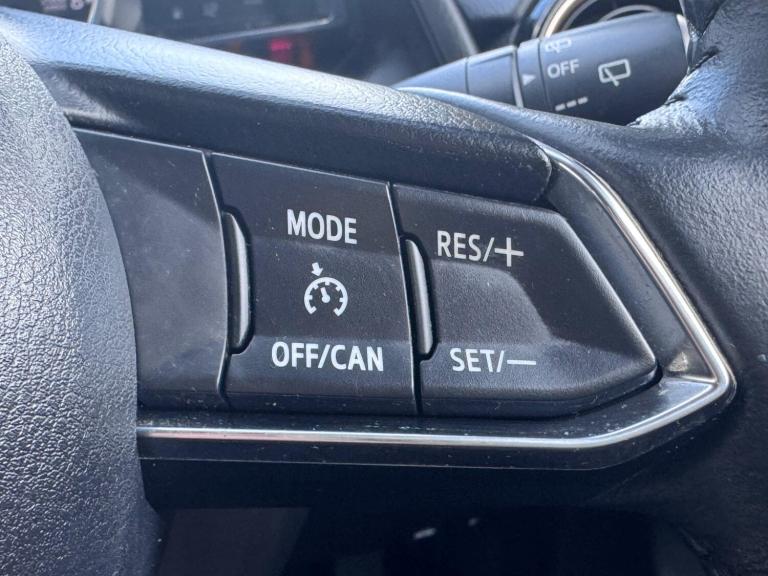 OFF
MODE
RES/+
OFF/CAN
SET/—